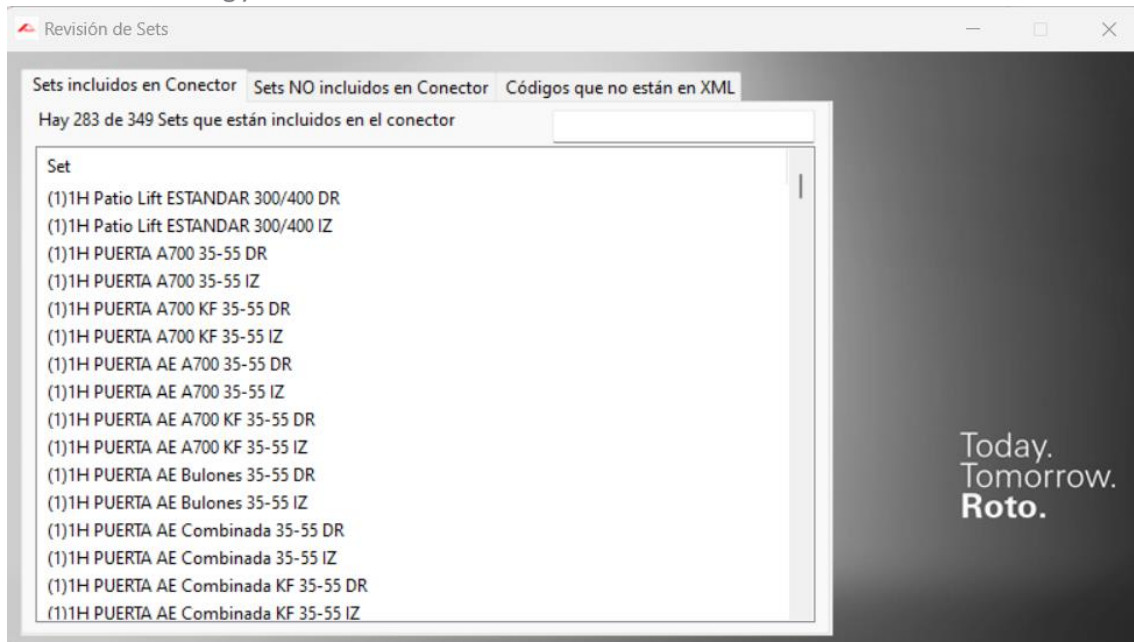 Revisión de Sets
Sets incluidos en Conector Sets NO incluidos en Conector Códigos que no están en XML
Hay 283 de 349 Sets que están incluidos en el conector
Set
(1)1H Patio Lift ESTANDAR 300/400 DR
(1)1H Patio Lift ESTANDAR 300/400 IZ
(1)1H PUERTA A700 35-55 DR
(1)1H PUERTA A700 35-55 IZ
(1)1H PUERTA A700 KF 35-55 DR
(1)1H PUERTA A700 KF 35-55 IZ
(1)1H PUERTA AE A700 35-55 DR
(1)1H PUERTA AE A700 35-55 IZ
(1)1H PUERTA AE A700 KF 35-55 DR
(1)1H PUERTA AE A700 KF 35-55 IZ
(1)1H PUERTA AE Bulones 35-55 DR
(1)1H PUERTA AE Bulones 35-55 IZ
(1)1H PUERTA AE Combinada 35-55 DR
(1)1H PUERTA AE Combinada 35-55 IZ
(1)1H PUERTA AE Combinada KF 35-55 DR
(1)1H PUERTA AE Combinada KF 35-55 IZ
Today.
Tomorrow.
Roto.